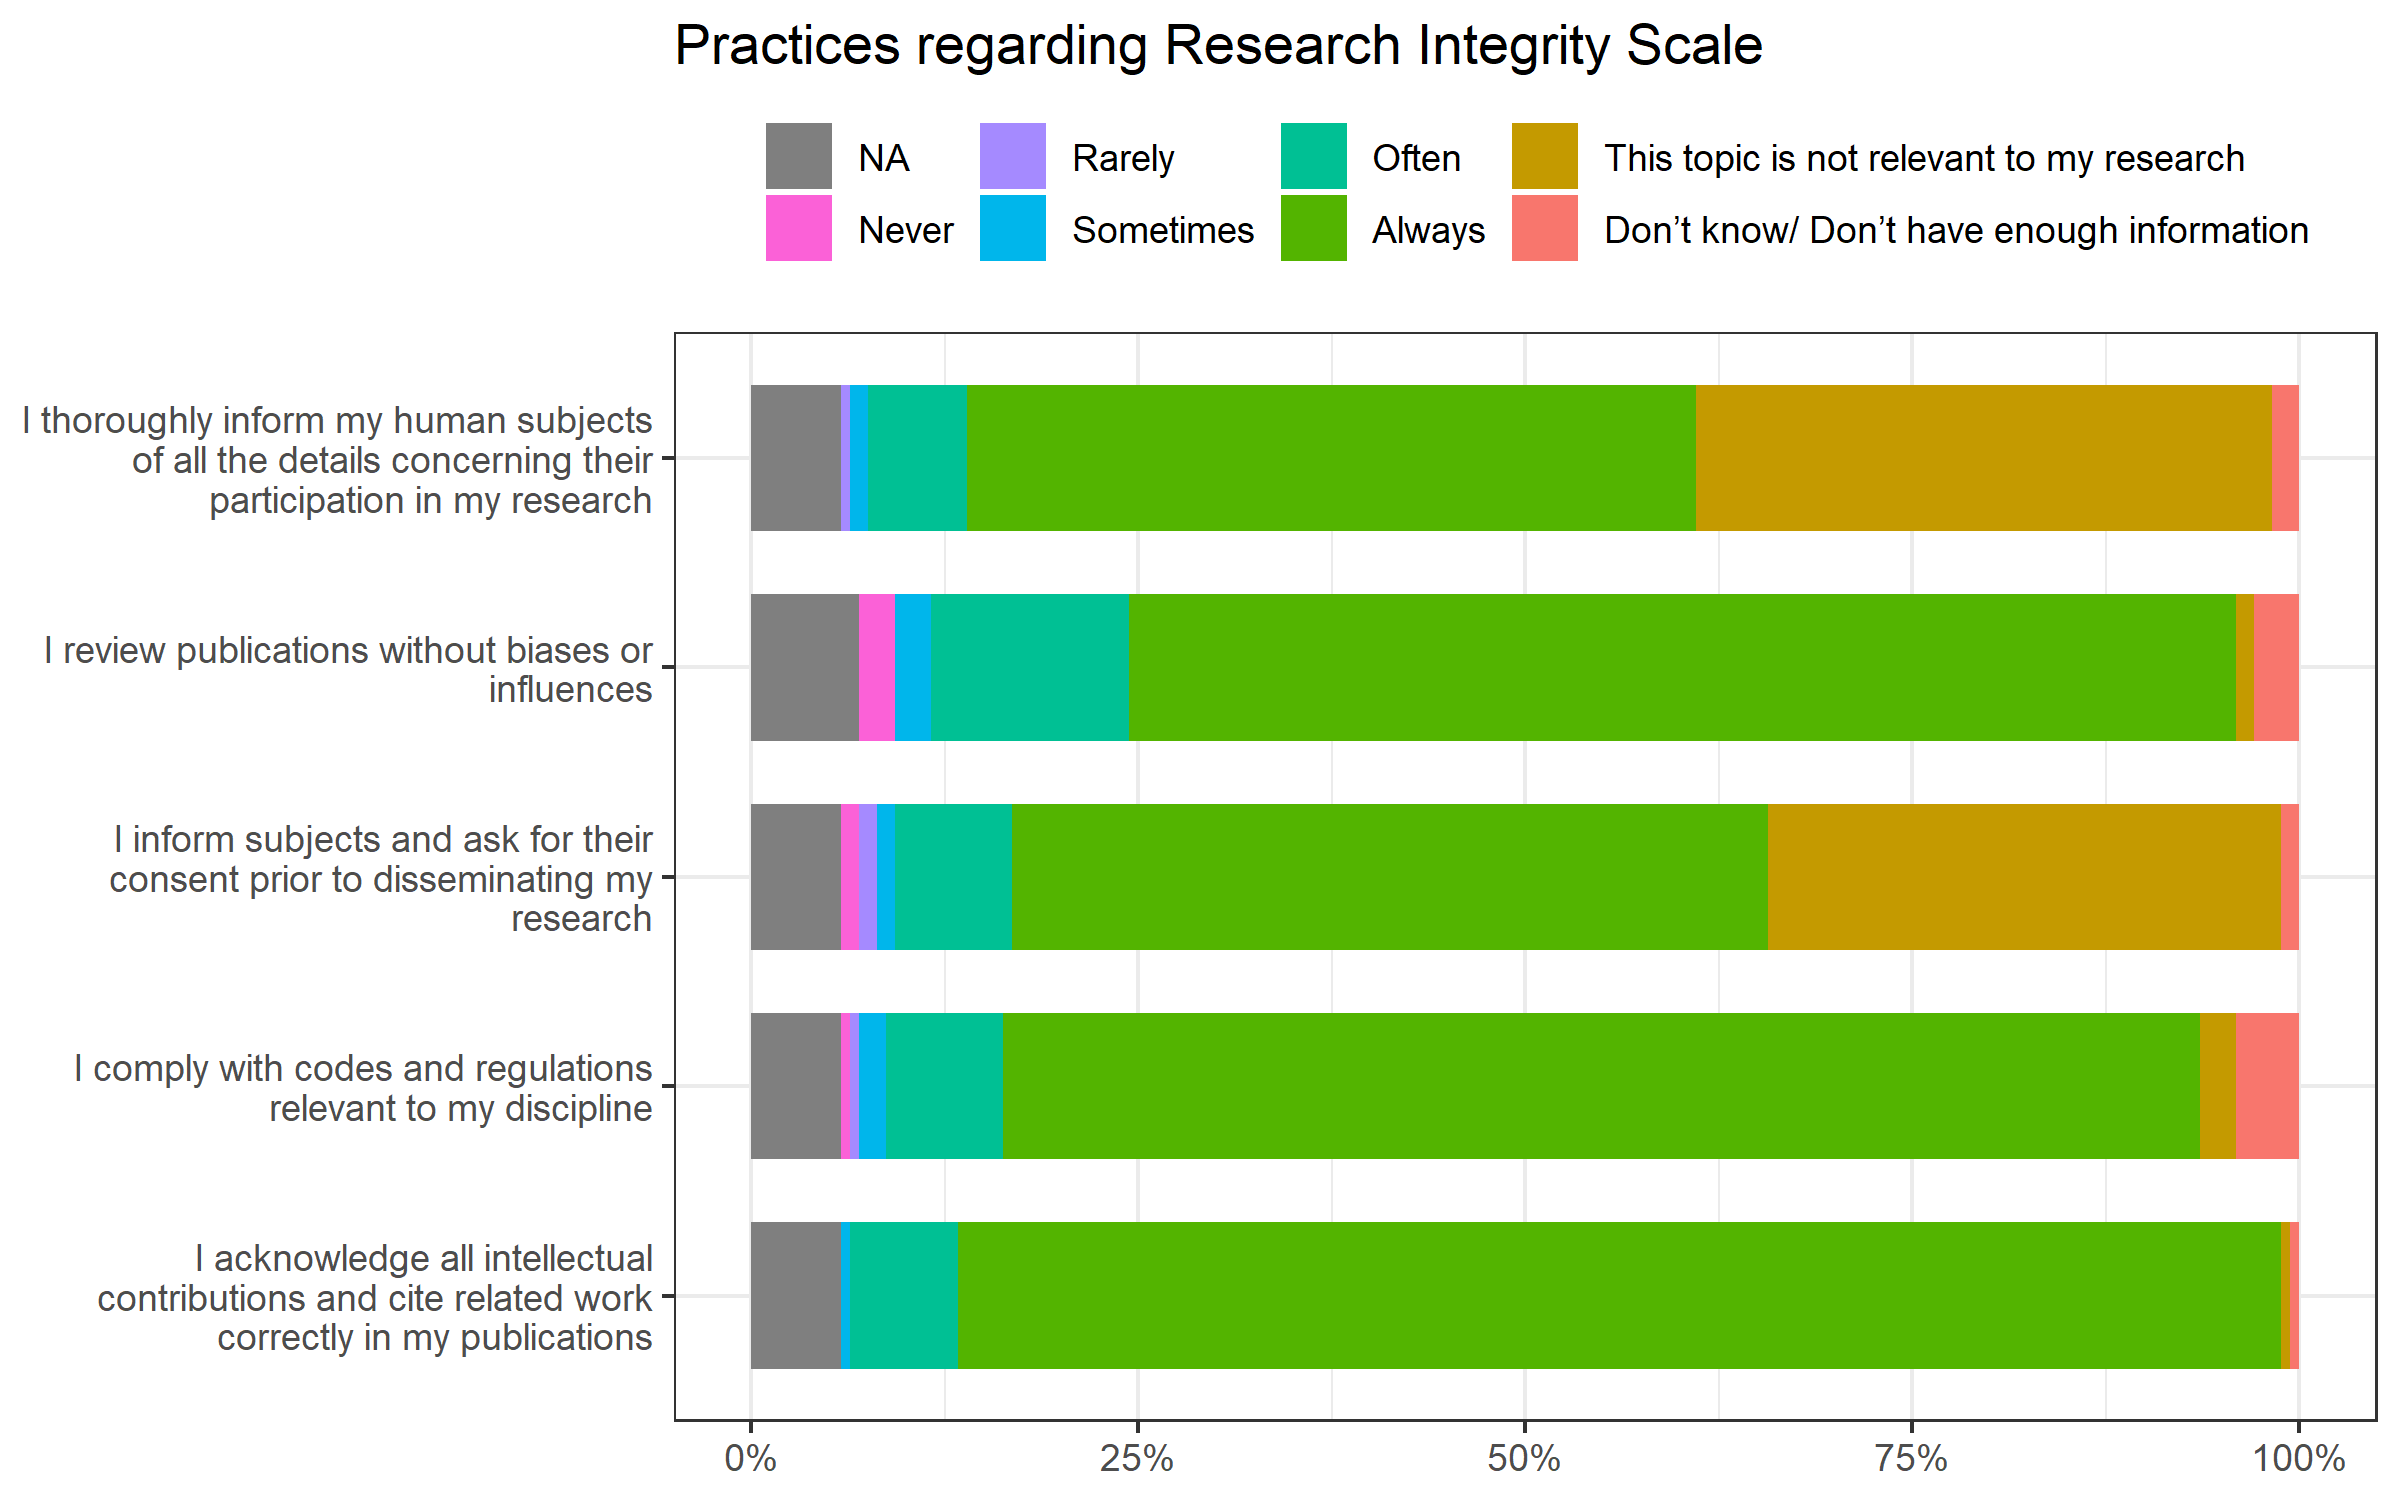 Practices regarding Research Integrity Scale
NA
Rarely
Often
This topic is not relevant to my research
Never
Sometimes
Always
Don’t know/ Don’t have enough information
I thoroughly inform my human subjects
of all the details concerning their
participation in my research
I review publications without biases or
influences
I inform subjects and ask for their
consent prior to disseminating my
research
I comply with codes and regulations
relevant to my discipline
I acknowledge all intellectual
contributions and cite related work
correctly in my publications
0%
25%
50%
75%
100%